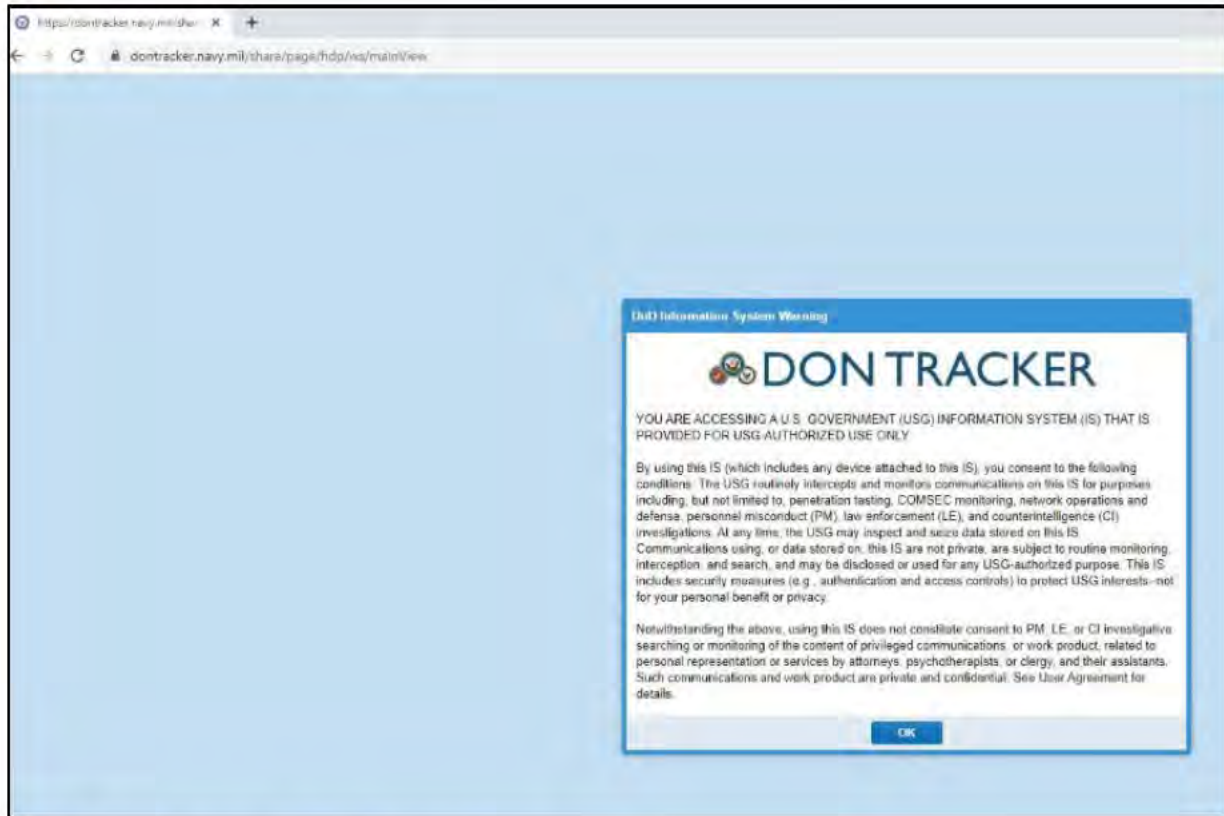 https://dontracker.navy.mil/shar
dontracker.navy.mil/share/page/hdp/ws/mainView
DoD Information System Warning
DON TRACKER
YOU ARE ACCESSING A U.S. GOVERNMENT (USG) INFORMATION SYSTEM (IS) THAT IS
PROVIDED FOR USG-AUTHORIZED USE ONLY
By using this IS (which includes any device attached to this IS), you consent to the following
conditions: The USG routinely intercepts and monitors communications on this IS for purposes
including, but not limited to, penetration testing, COMSEC monitoring, network operations and
defense, personnel misconduct (PM), law enforcement (LE), and counterintelligence (CI)
investigations. At any time, the USG may inspect and seize data stored on this IS.
Communications using, or data stored on, this IS are not private, are subject to routine monitoring,
interception, and search, and may be disclosed or used for any USG-authorized purpose. This IS
includes security measures (e.g., authentication and access controls) to protect USG interests--not
for your personal benefit or privacy.
Notwithstanding the above, using this IS does not constitute consent to PM, LE, or CI investigative
searching or monitoring of the content of privileged communications, or work product, related to
personal representation or services by attorneys, psychotherapists, or clergy, and their assistants.
Such communications and work product are private and confidential. See User Agreement for
details.
OK